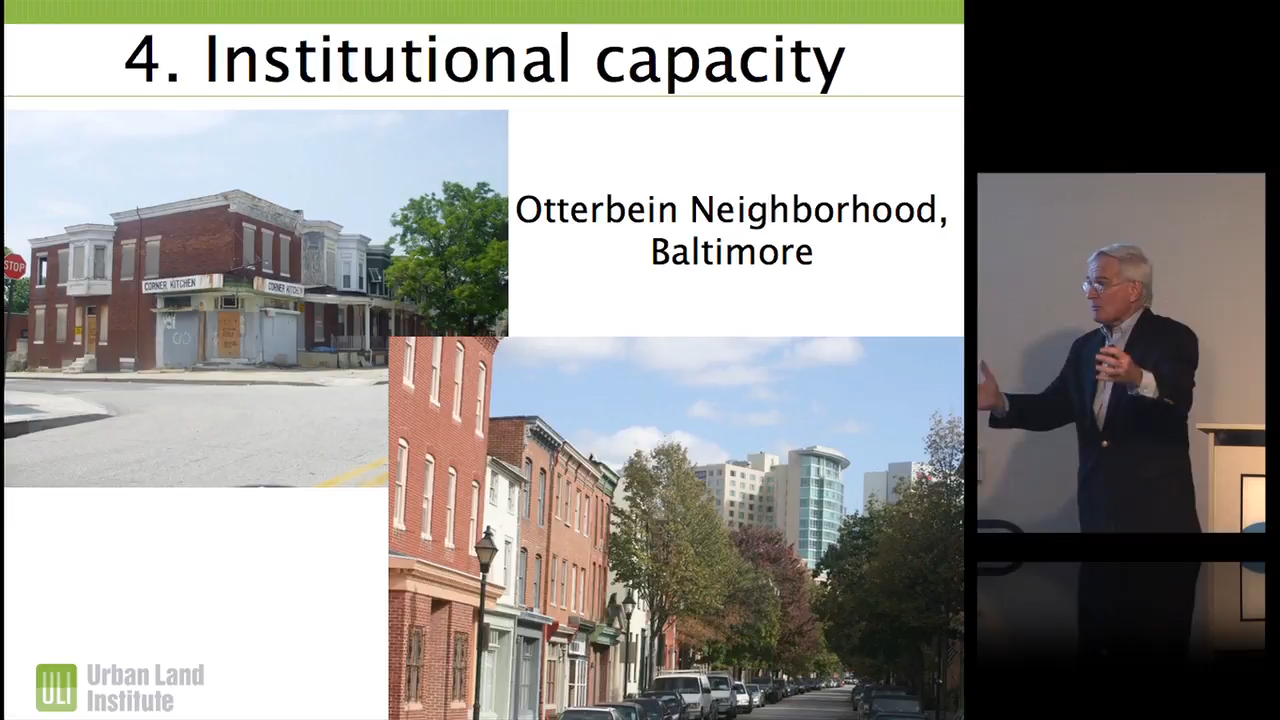 4. Institutional capacity
Otterbein Neighborhood,
Baltimore
STOP
CORNER KITCHEN
CORNER KITCHEN
ULI
Urban Land
Institute